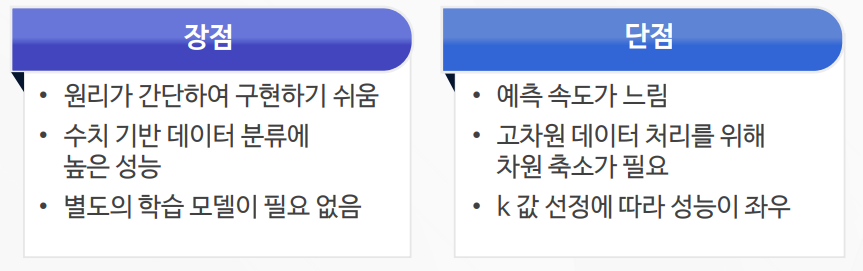 장점
• 원리가 간단하여 구현하기 쉬움
• 수치 기반 데이터 분류에
높은 성능
• 별도의 학습 모델이 필요 없음
단점
• 예측 속도가 느림
• 고차원 데이터 처리를 위해
차원 축소가 필요
• k 값 선정에 따라 성능이 좌우